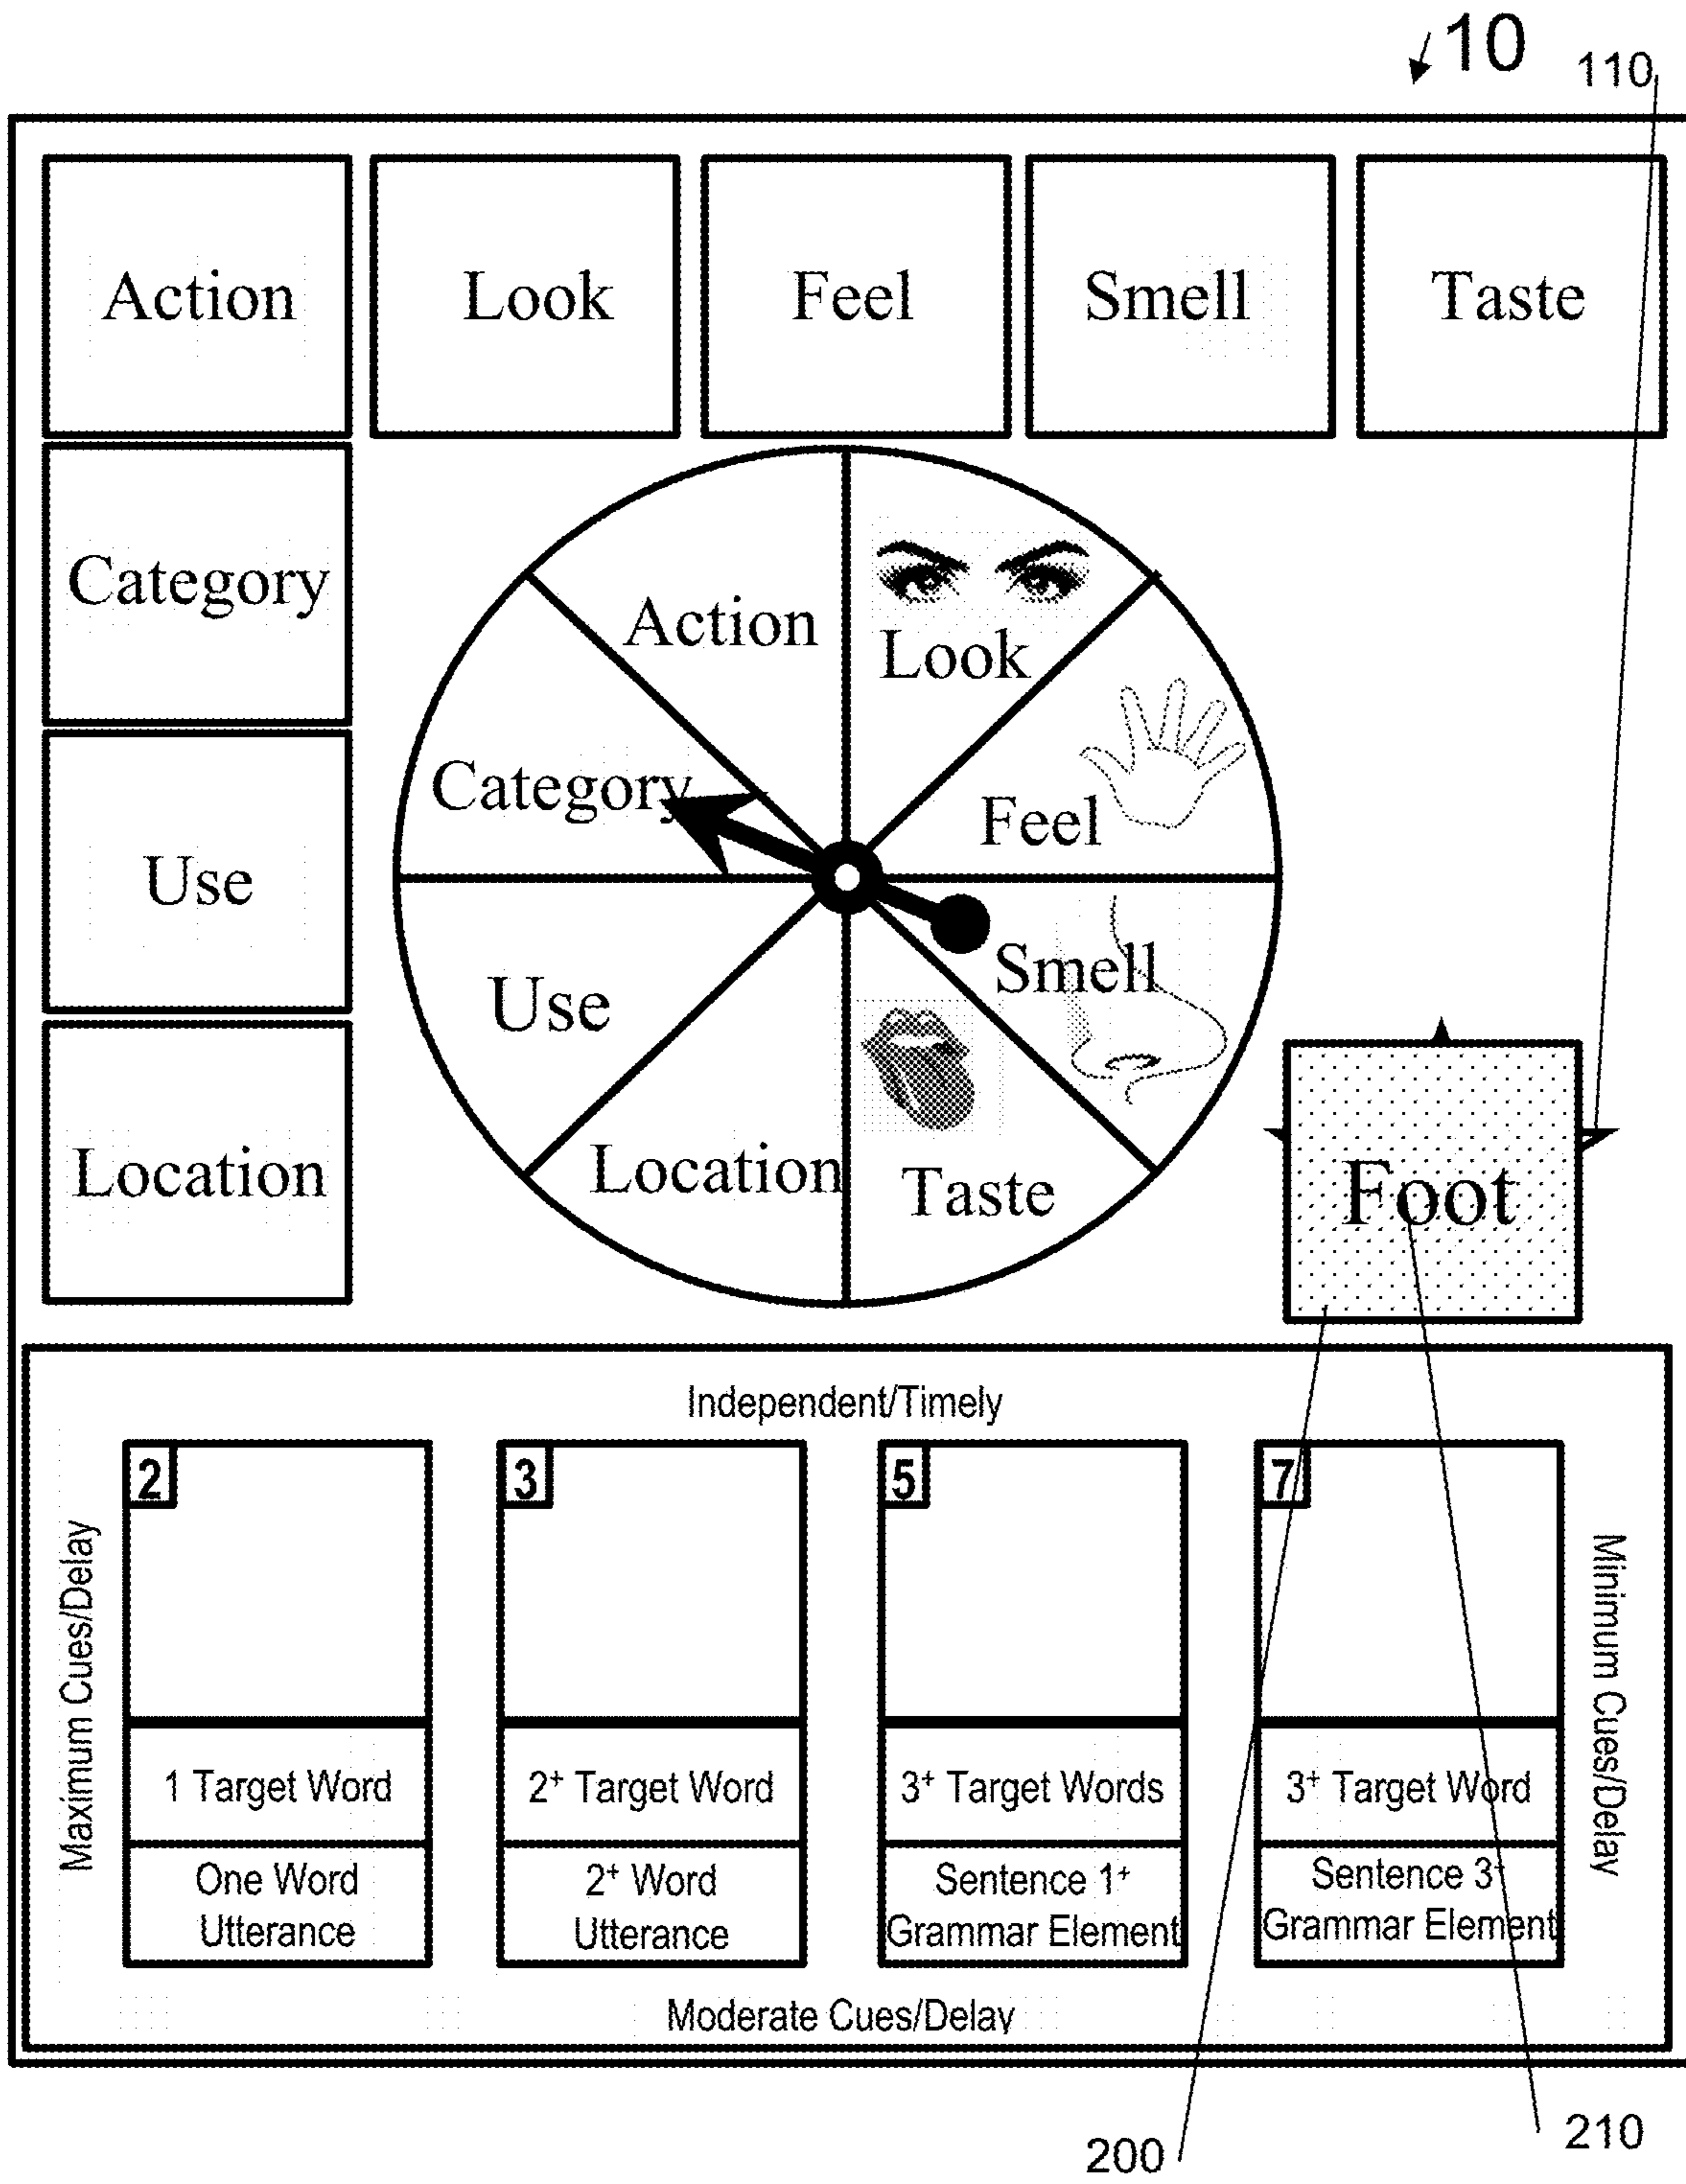 10
110
Action
Look
Feel
Smell
Taste
Category
Use
Location
Action
Look
Category
Feel
Use
Smell
Location
Taste
Foot
Independent/Timely
Maximum Cues/Delay
2
3
5
7
Minimum Cues/Delay
1 Target Word
2⁺ Target Word
3⁺ Target Words
3⁺ Target Word
One Word
Utterance
2⁺ Word
Utterance
Sentence 1⁺
Grammar Element
Sentence 3⁺
Grammar Element
Moderate Cues/Delay
200
210